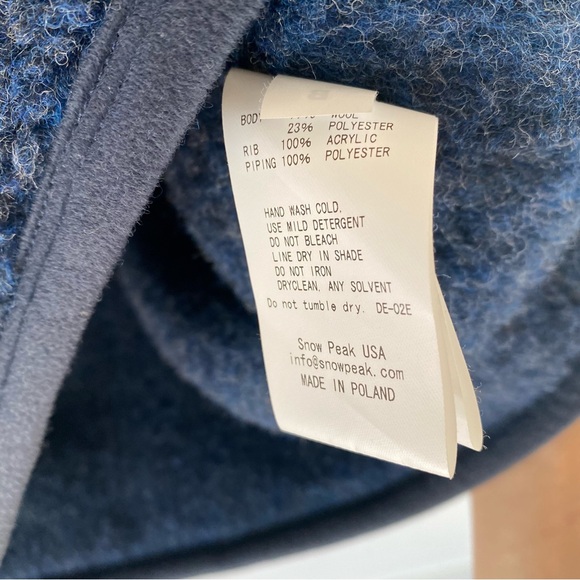 BODY WOOL
23% POLYESTER
RIB 100% ACRYLIC
PIPING 100% POLYESTER
HAND WASH COLD.
USE MILD DETERGENT
DO NOT BLEACH
LINE DRY IN SHADE
DO NOT IRON
DRYCLEAN, ANY SOLVENT
Do not tumble dry. DE-02E
Snow Peak USA
info@snowpeak.com
MADE IN POLAND